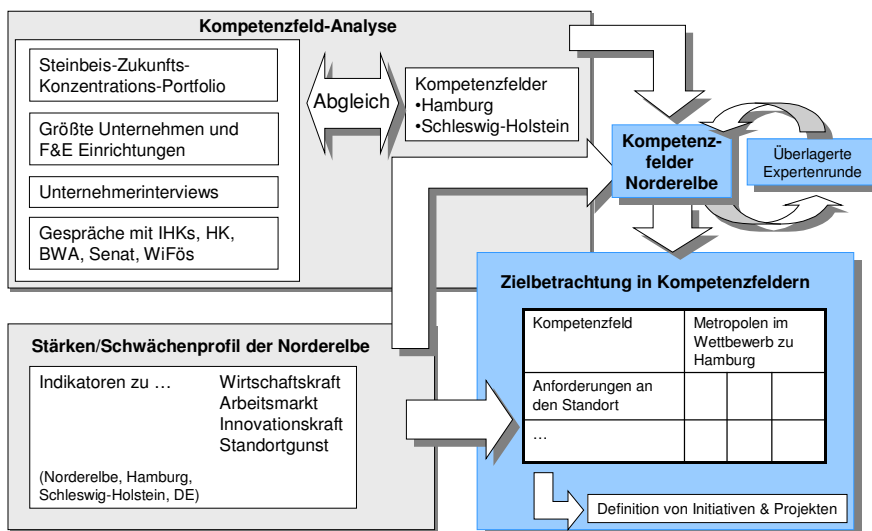 Kompetenzfeld-Analyse
Steinbeis-Zukunfts-
Konzentrations-Portfolio
Größte Unternehmen und
F&E Einrichtungen
Unternehmerinterviews
Gespräche mit IHKs, HK,
BWA, Senat, WiFös
Abgleich
Kompetenzfelder
•Hamburg
•Schleswig-Holstein
Kompetenz-
felder
Norderelbe
Überlagerte
Expertenrunde
Stärken/Schwächenprofil der Norderelbe
Indikatoren zu …
Wirtschaftskraft
Arbeitsmarkt
Innovationskraft
Standortgunst
(Norderelbe, Hamburg,
Schleswig-Holstein, DE)
Zielbetrachtung in Kompetenzfeldern
Kompetenzfeld
Metropolen im
Wettbewerb zu
Hamburg
Anforderungen an
den Standort
…
Definition von Initiativen & Projekten